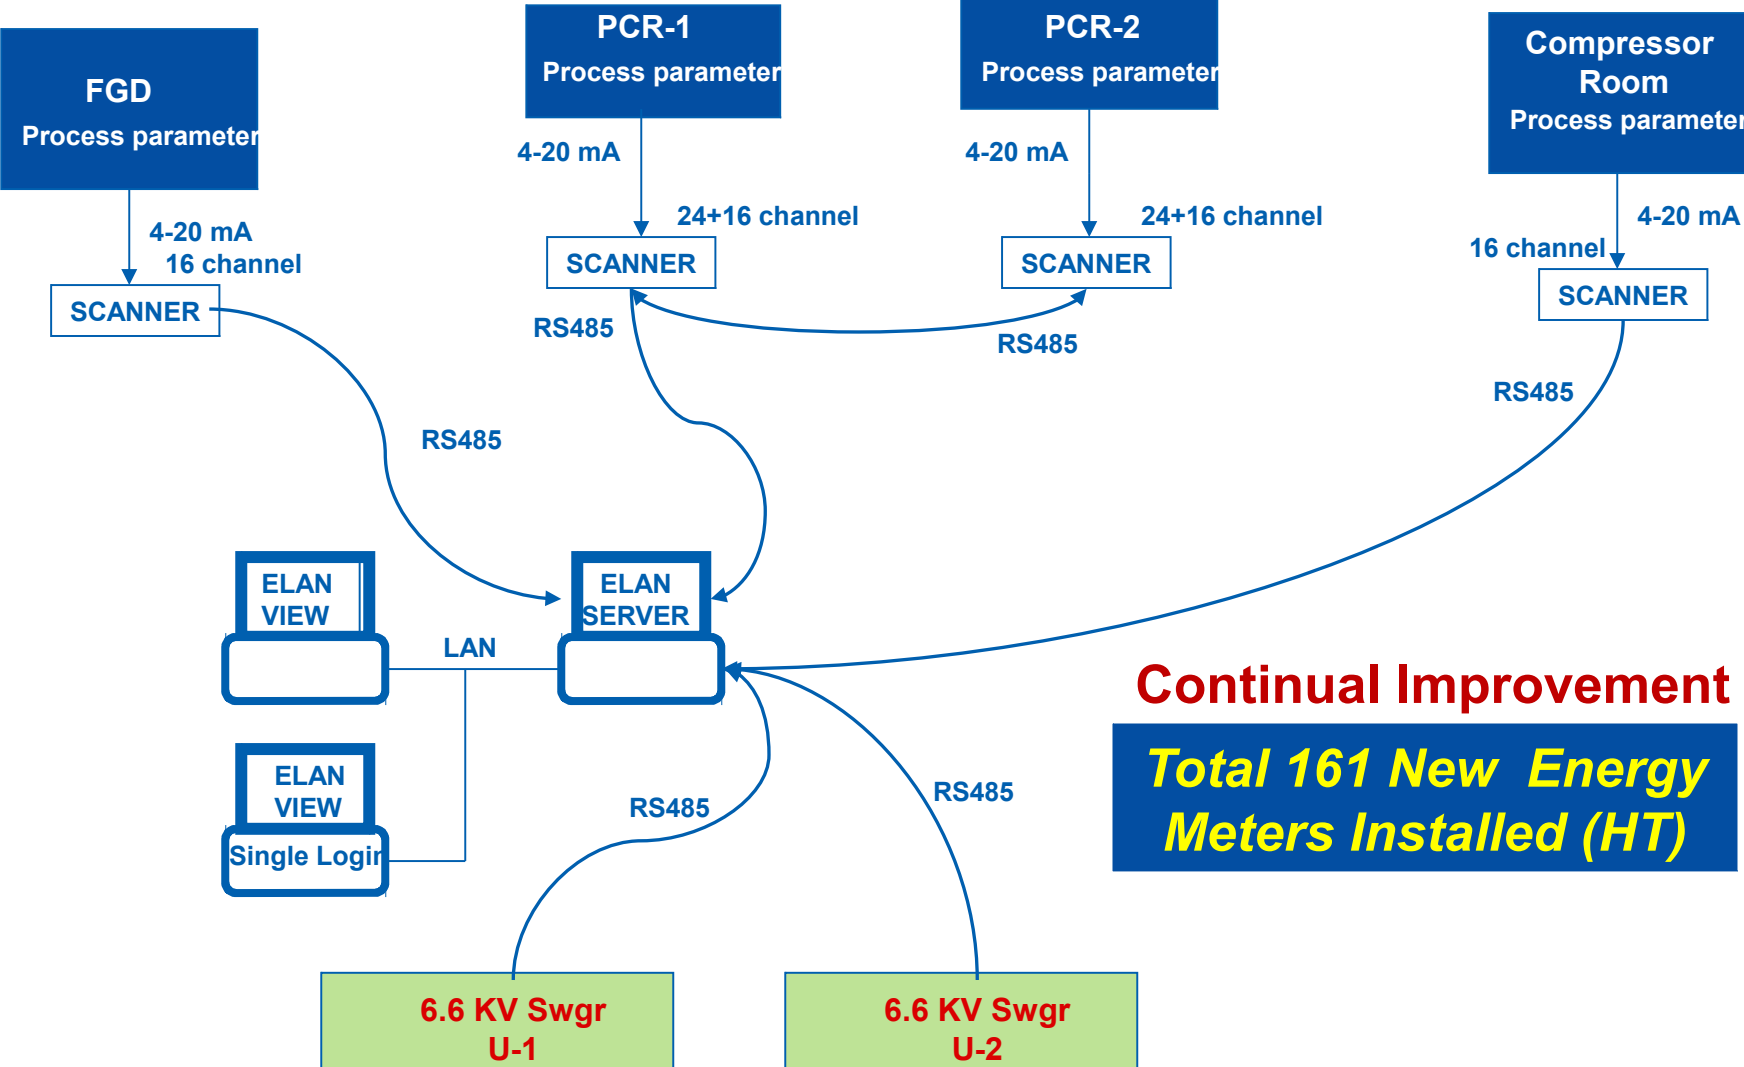 FGD
Process parameter
PCR-1
Process parameter
PCR-2
Process parameter
Compressor
Room
Process parameter
4-20 mA
4-20 mA
4-20 mA
16 channel
24+16 channel
24+16 channel
4-20 mA
16 channel
SCANNER
SCANNER
SCANNER
SCANNER
RS485
RS485
RS485
RS485
ELAN
VIEW
ELAN
SERVER
LAN
ELAN
VIEW
Single Login
RS485
RS485
Continual Improvement
Total 161 New Energy
Meters Installed (HT)
6.6 KV Swgr
U-1
6.6 KV Swgr
U-2